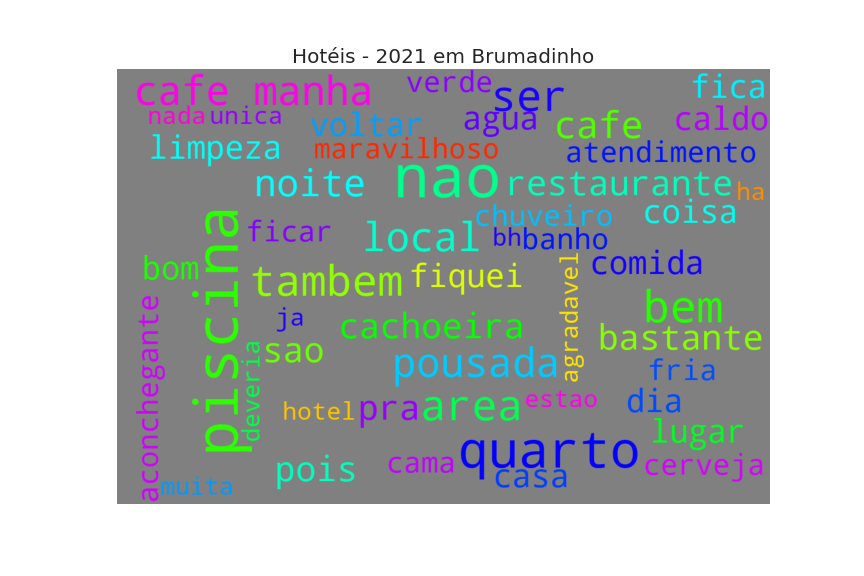 Hotéis - 2021 em Brumadinho
cafe manha
verde
ser
fica
nada
unica
voltar
agua
cafe
caldo
limpeza
maravilhoso
atendimento
noite
nao
restaurante
ha
chuveiro
coisa
ficar
local
bh
banho
bom
piscina
tambem
fiquei
agradavel
comida
aconchegante
ja
cachoeira
bem
bastante
deveria
sao
pousada
fria
hotel
pra
area
estao
dia
lugar
pois
cama
quarto
casa
cerveja
muita